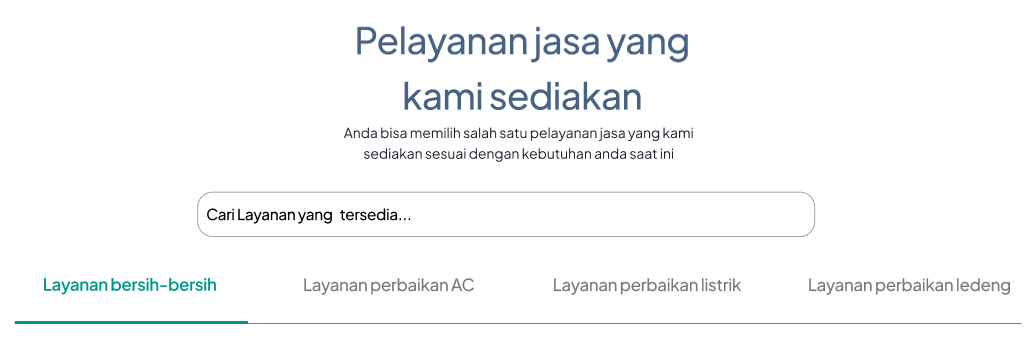 Pelayanan jasa yang
kami sediakan
Anda bisa memilih salah satu pelayanan jasa yang kami
sediakan sesuai dengan kebutuhan anda saat ini
Cari Layanan yang tersedia...
Layanan bersih-bersih
Layanan perbaikan AC
Layanan perbaikan listrik
Layanan perbaikan ledeng